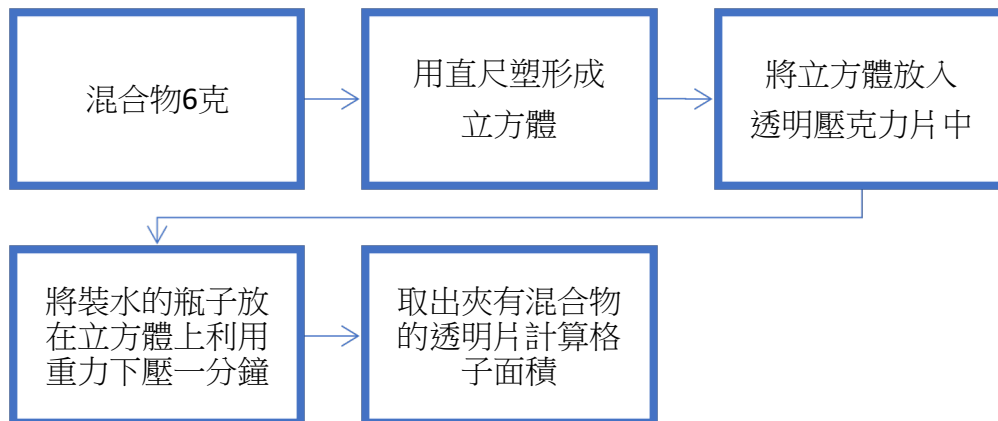 混合物6克
用直尺塑形成
立方體
將立方體放入
透明壓克力片中
將裝水的瓶子放
在立方體上利用
重力下壓一分鐘
取出夾有混合物
的透明片計算格
子面積